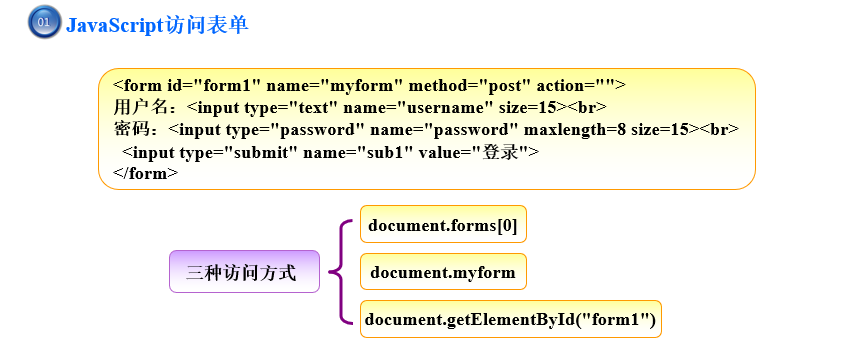 01
JavaScript访问表单
<form id="form1" name="myform" method="post" action="">
用户名：<input type="text" name="username" size=15><br>
密码：<input type="password" name="password" maxlength=8 size=15><br>
<input type="submit" name="sub1" value="登录">
</form>
三种访问方式
document.forms[0]
document.myform
document.getElementById("form1")